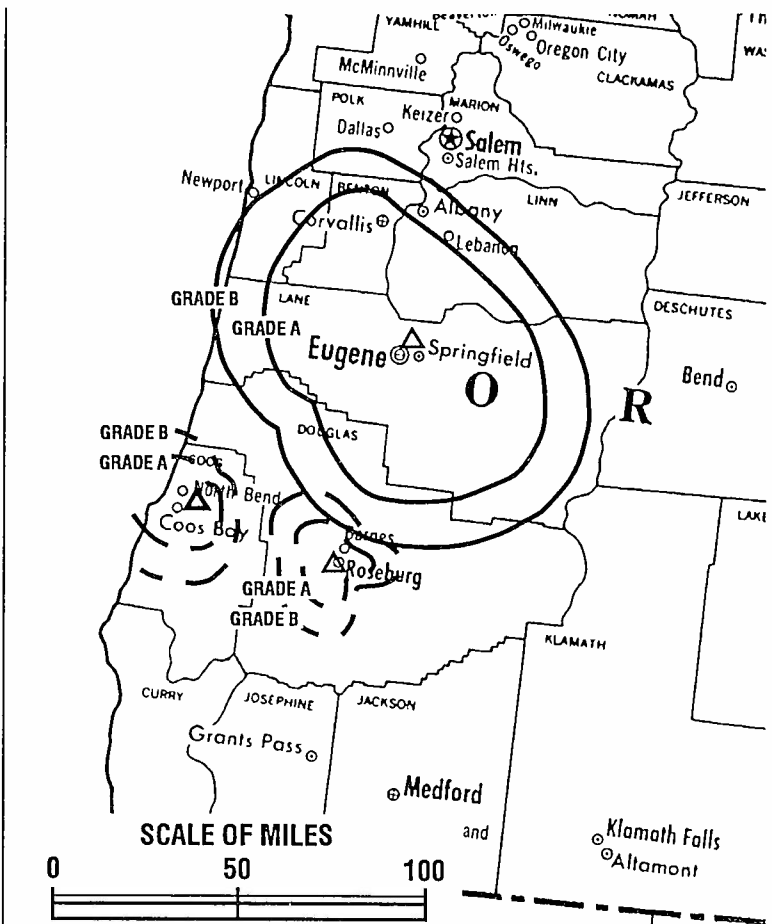 YAMHILL
Milwaukie
Oswego
Oregon City
McMinnville
CLACKAMAS
POLK
MARION
Keizer
Dallas
Salem
Salem Hts.
Newport
LINCOLN
BENTON
LINN
JEFFERSON
Albany
Corvallis
Lebanon
GRADE B
LANE
GRADE A
DESCHUTES
Eugene
Springfield
Bend
O
R
GRADE B
DOUGLAS
GRADE A
COOS
North Bend
LAKE
Coos Bay
Roseburg
GRADE A
GRADE B
KLAMATH
CURRY
JOSEPHINE
JACKSON
Grants Pass
Medford
and
Klamath Falls
Altamont
SCALE OF MILES
0 50 100